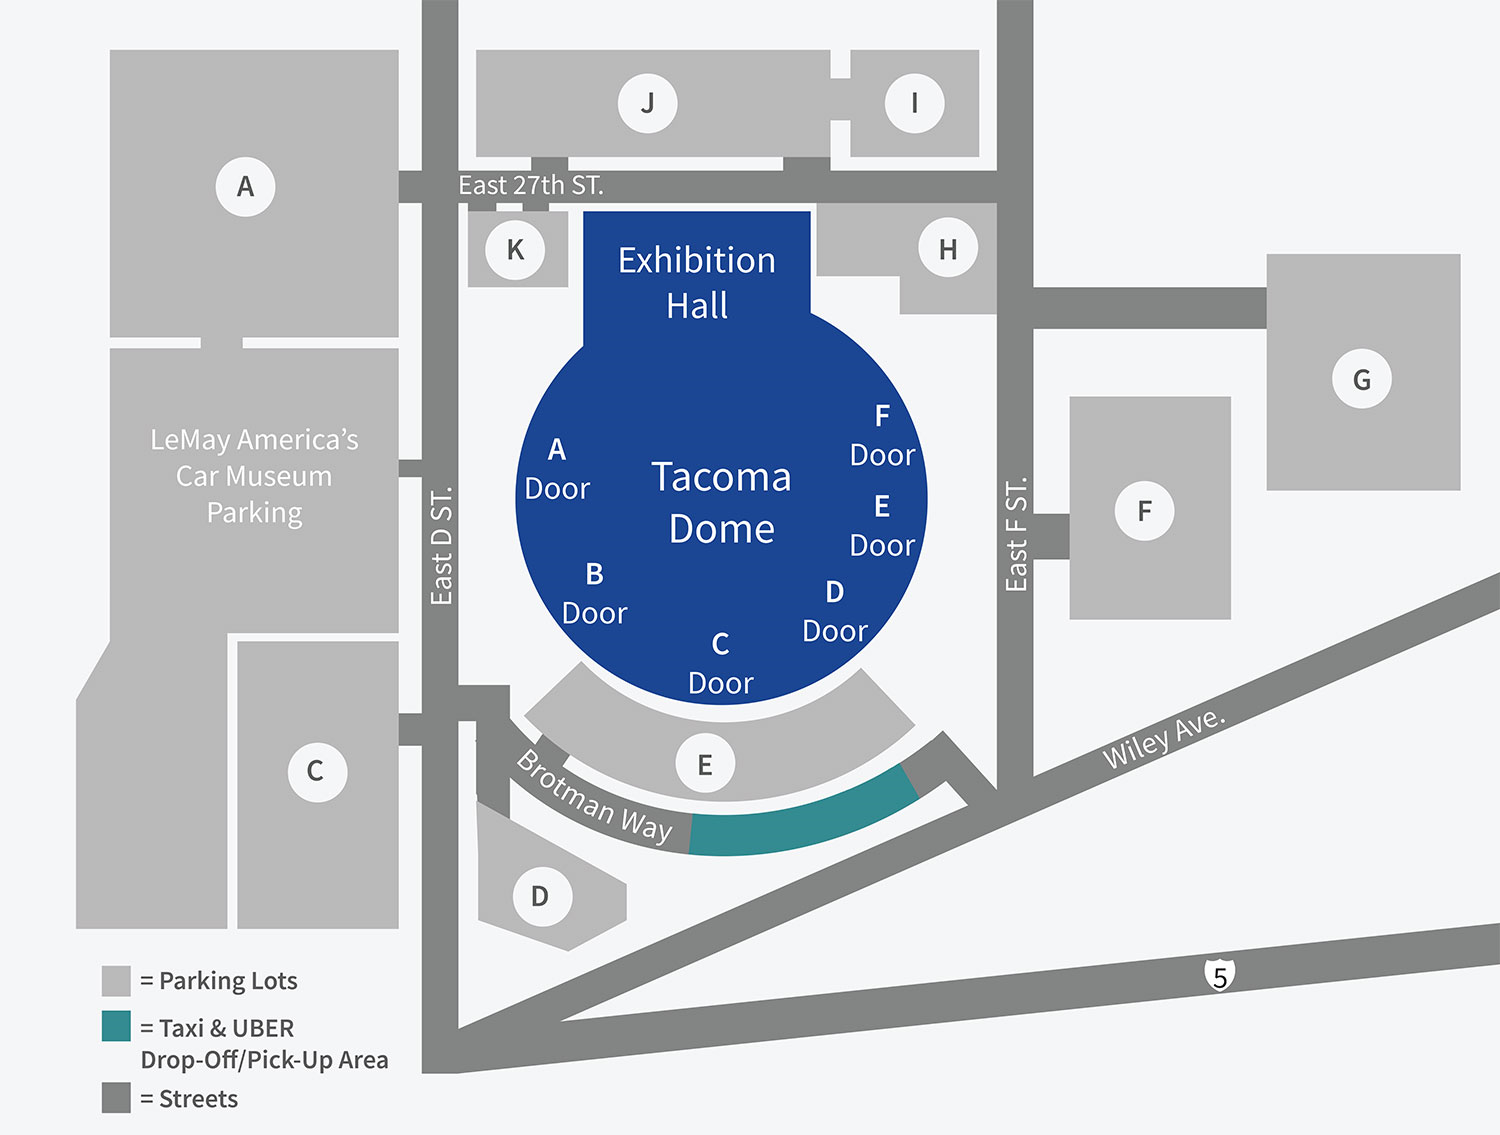 J
I
A
East 27th ST.
K
H
Exhibition
Hall
G
LeMay America's
Car Museum
Parking
A
Door
F
Door
Tacoma
Dome
E
Door
F
East D ST.
East F ST.
B
Door
D
Door
C
Door
Wiley Ave.
E
C
Brotman Way
D
5
= Parking Lots
= Taxi & UBER
Drop-Off/Pick-Up Area
= Streets